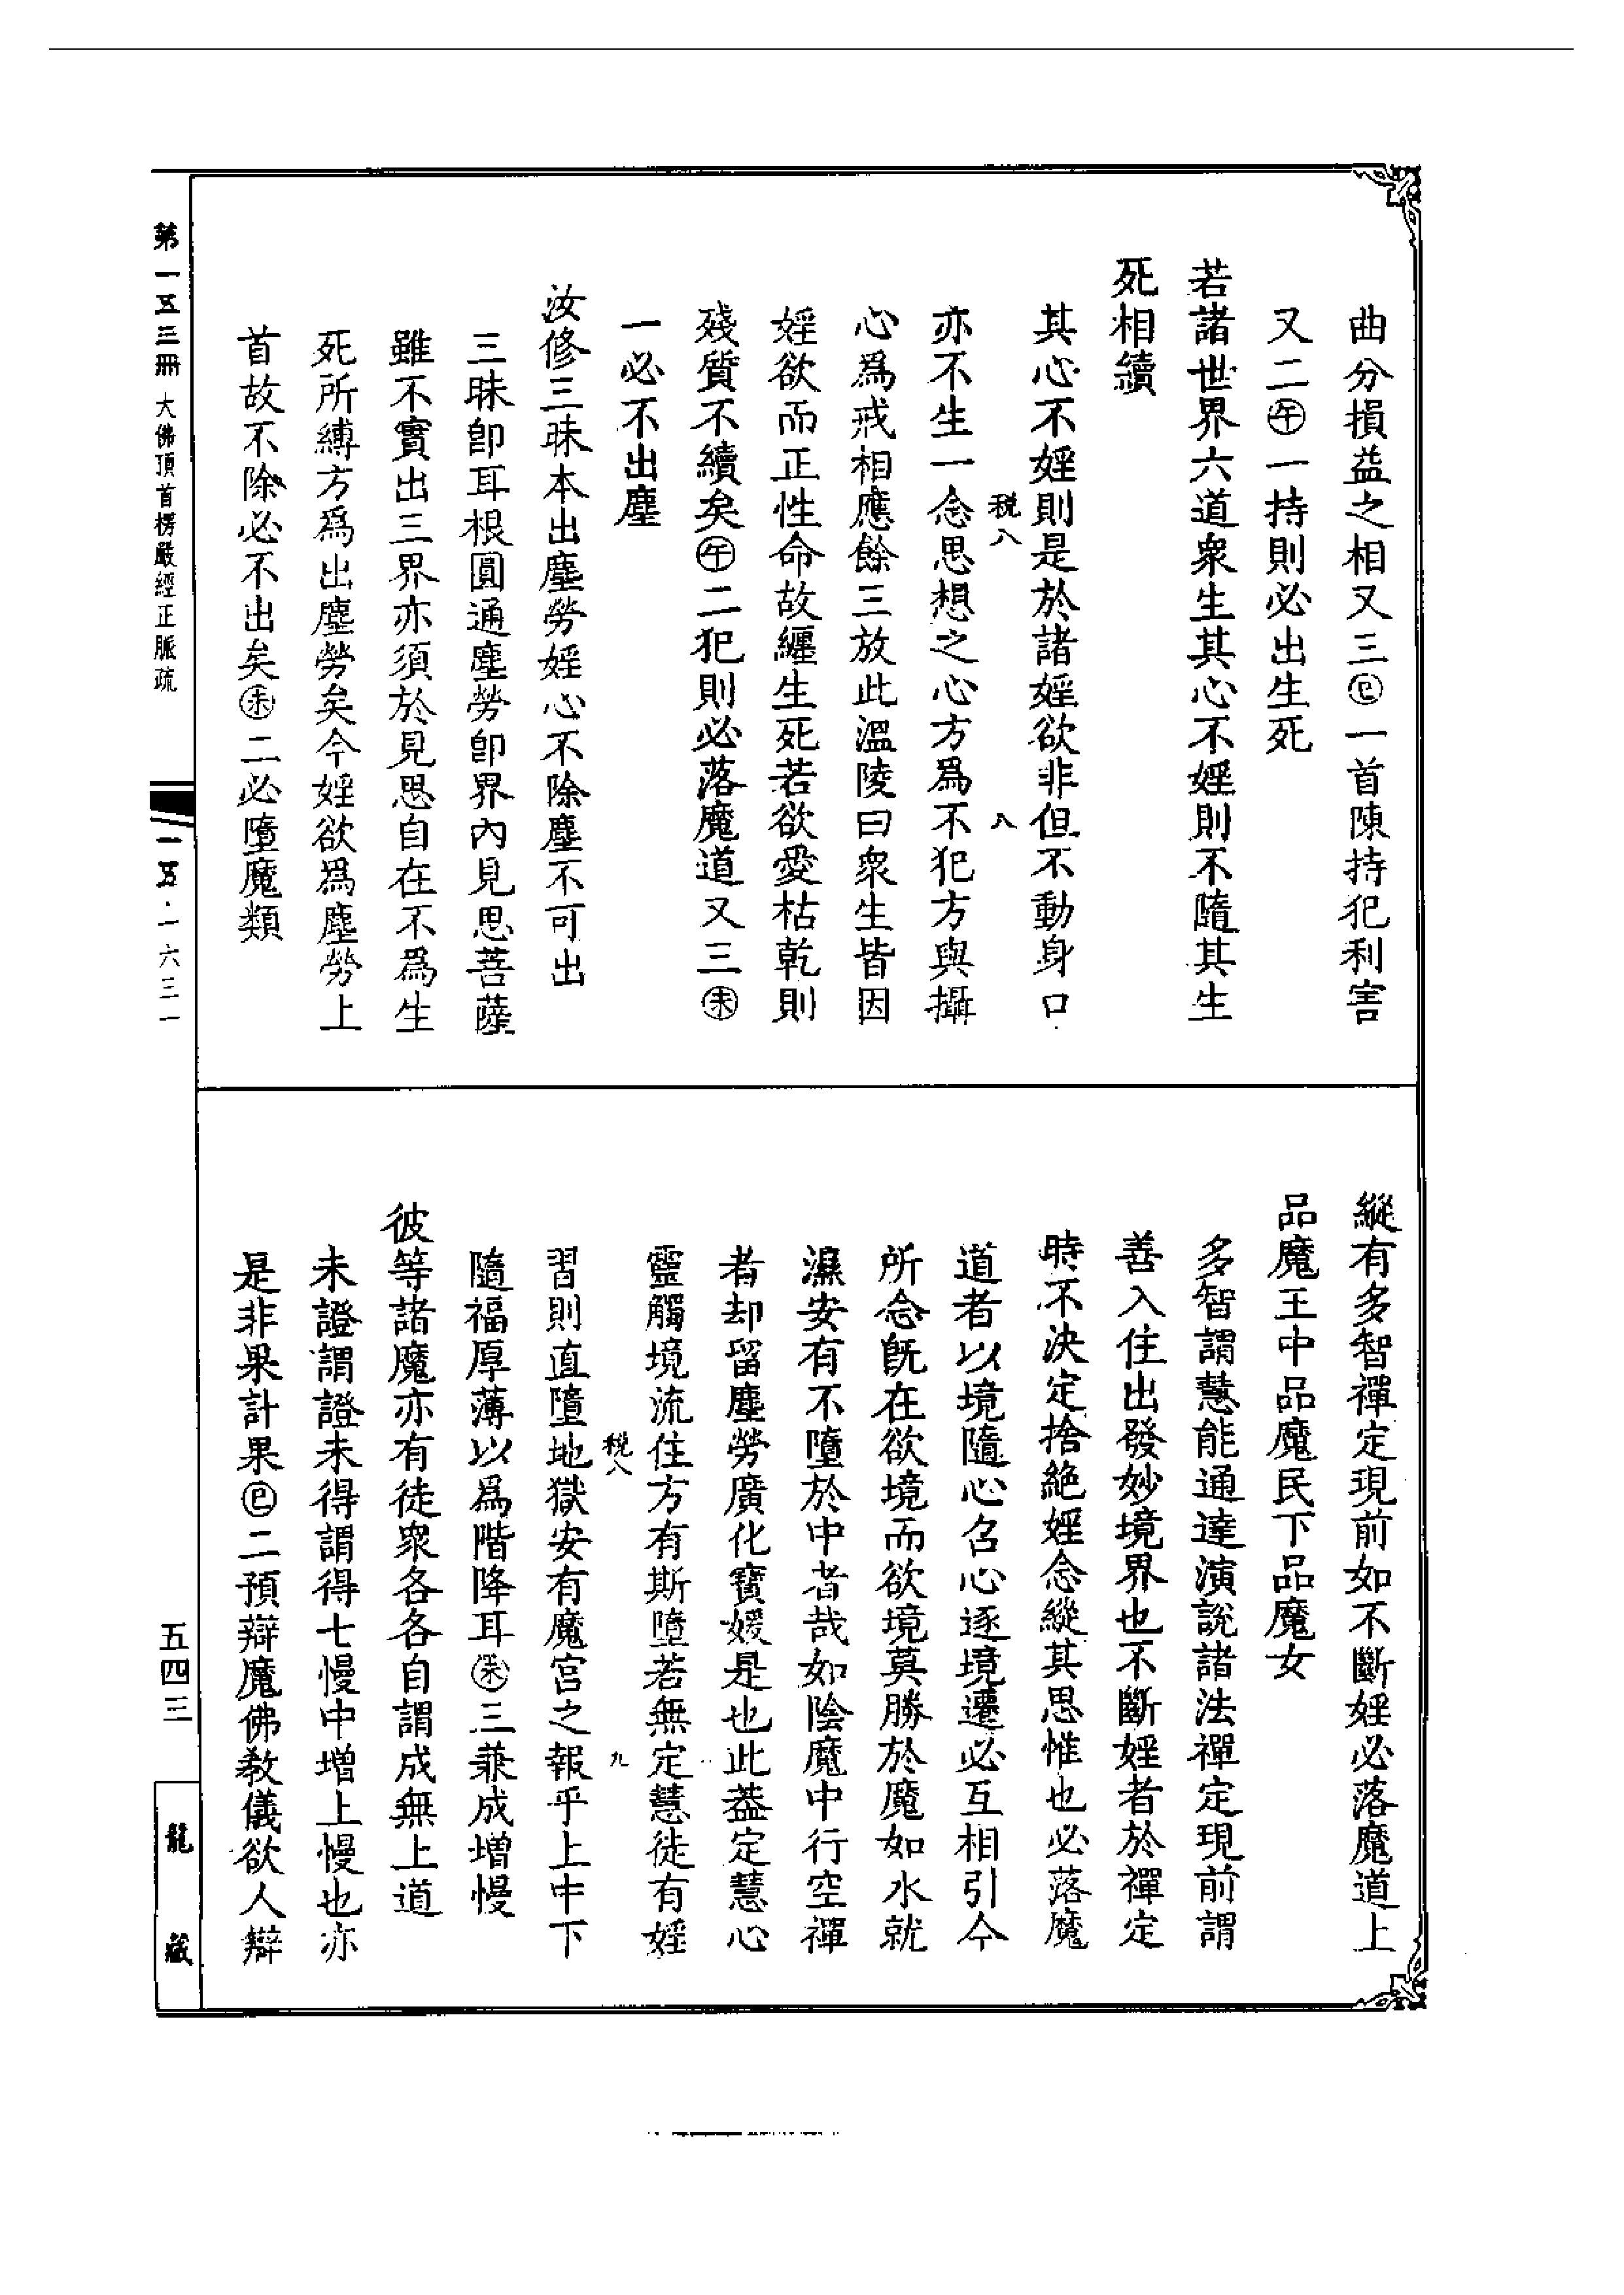 曲分損益之相又三㊁一首陳持犯利害
又二㊉一持則必出生死
若諸世界六道衆生其心不婬則不隨其生
死相續
其心不婬則是於諸婬欲非但不動身口
税八
八
亦不生一念思想之心方為不犯方與攝
心爲戒相應餘三放此溫陵曰衆生皆因
婬欲而正性命故纏生死若欲愛枯乾則
殘質不續矣午二犯則必落魔道又三未
一必不出塵
汝修三昧本出塵勞婬心不除塵不可出
三昧卽耳根圓通塵勞卽界內見思菩薩
雖不實出三界亦須於見思自在不爲生
死所縛方爲出塵勞矣今婬欲爲塵勞上
首故不除必不出矣未二必墮魔類
縱有多智禪定現前如不斷婬必落魔道上
品魔王中品魔民下品魔女
多智謂慧能通達演說諸法禪定現前謂
善入住出發妙境界也不斷婬者於禪定
時不決定捨絕婬念縱其思惟也必落魔
道者以境隨心召心逐境遷必互相引今
所念旣在欲境而欲境莫勝於魔如水就
濕安有不墮於中者哉如陰魔中行空禪
者却留塵勞廣化寶媛是也此葢定慧心
靈觸境流住方有斯墮若無定慧徒有婬
税八
九
習則直墮地獄安有魔宮之報乎上中下
隨福厚薄以爲階降耳未三兼成增慢
彼等諸魔亦有徒衆各各自謂成無上道
未證謂證未得謂得七慢中增上慢也亦
是非果計果巳二預辯魔佛教儀欲人辯
第一五三冊 大佛頂首楞嚴經正脈疏
一五·一六三一
五四三
龍藏